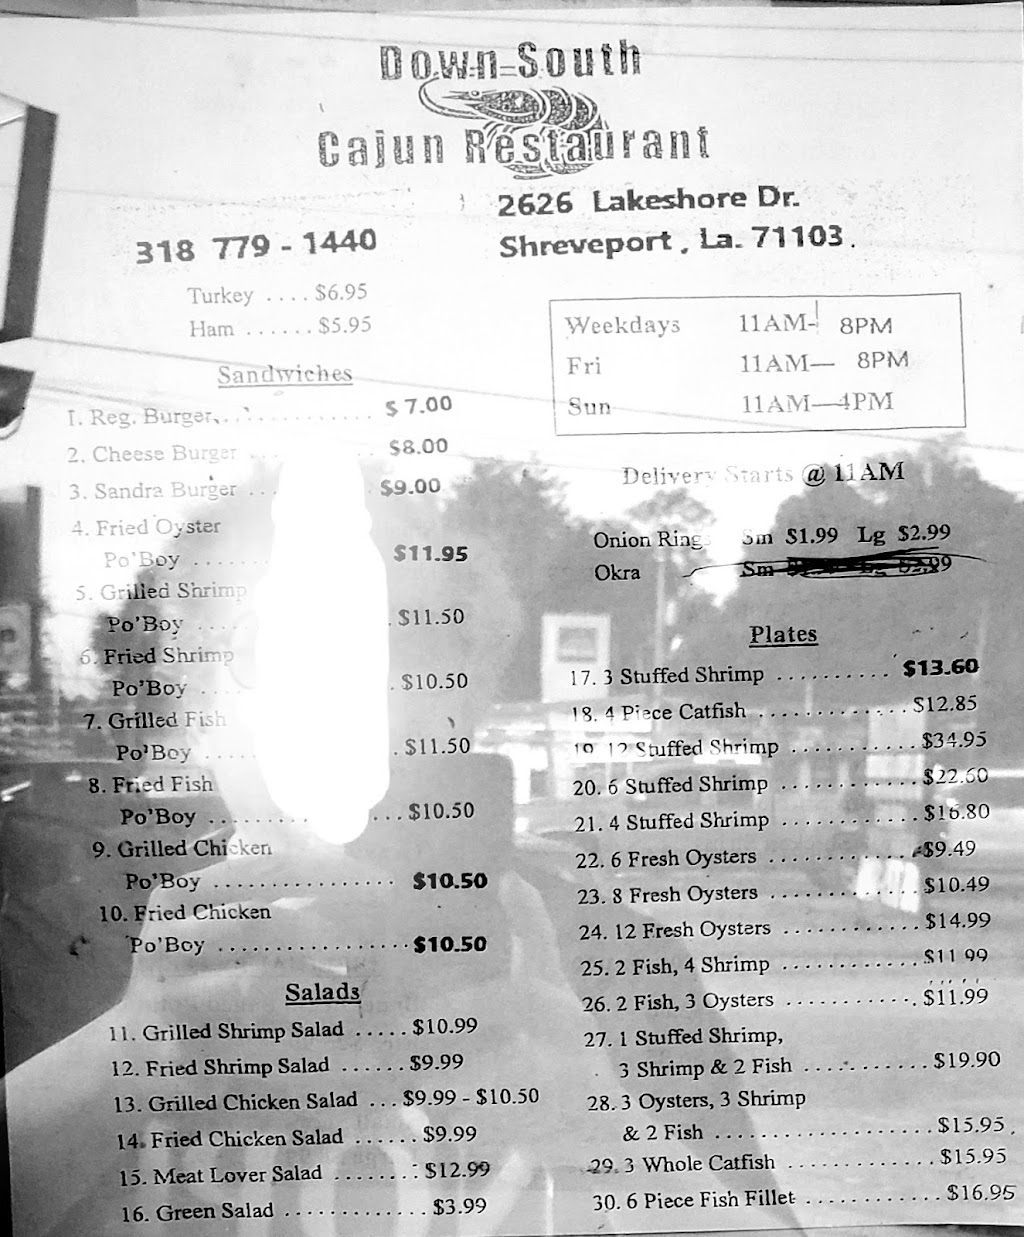 Down South
Cajun Restaurant
2626 Lakeshore Dr.
Shreveport, La. 71103.
318 779 - 1440
Turkey .... $6.95
Ham ...... $5.95
Sandwiches
1. Reg. Burger ........... $7.00
2. Cheese Burger ... $8.00
3. Sandra Burger ... $9.00
4. Fried Oyster
Po'Boy ....... $11.95
5. Grilled Shrimp
Po'Boy .... $11.50
6. Fried Shrimp
Po'Boy .... $10.50
7. Grilled Fish
Po'Boy ..... $11.50
8. Fried Fish
Po'Boy ..... $10.50
9. Grilled Chicken
Po'Boy ................ $10.50
10. Fried Chicken
Po'Boy ................. $10.50
Salads
11. Grilled Shrimp Salad ..... $10.99
12. Fried Shrimp Salad ...... $9.99
13. Grilled Chicken Salad ... $9.99 - $10.50
14. Fried Chicken Salad ...... $9.99
15. Meat Lover Salad ........ $12.99
16. Green Salad ............. $3.99
Weekdays 11AM- 8PM
Fri 11AM— 8PM
Sun 11AM—4PM
Delivery Starts @ 11AM
Onion Rings Sm $1.99 Lg $2.99
Okra Sm
Plates
17. 3 Stuffed Shrimp .......... $13.60
18. 4 Piece Catfish ............. $12.85
19. 12 Stuffed Shrimp ........... $34.95
20. 6 Stuffed Shrimp ............ $22.60
21. 4 Stuffed Shrimp ............ $16.80
22. 6 Fresh Oysters ............. $9.49
23. 8 Fresh Oysters ............. $10.49
24. 12 Fresh Oysters ............ $14.99
25. 2 Fish, 4 Shrimp ............ $11.99
26. 2 Fish, 3 Oysters ............ $11.99
27. 1 Stuffed Shrimp,
3 Shrimp & 2 Fish ........... $19.90
28. 3 Oysters, 3 Shrimp
& 2 Fish .................... $15.95
29. 3 Whole Catfish ............. $15.95
30. 6 Piece Fish Fillet ............ $16.95